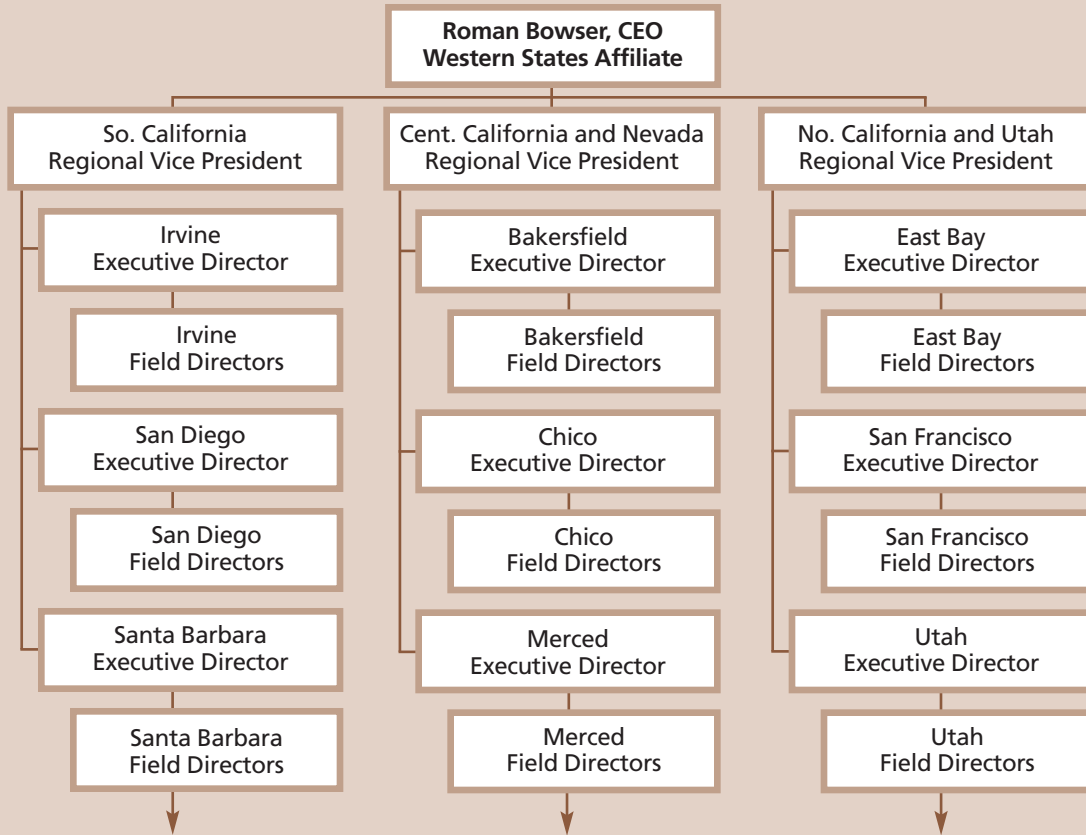 Roman Bowser, CEO
Western States Affiliate
So. California
Regional Vice President
Irvine
Executive Director
Irvine
Field Directors
San Diego
Executive Director
San Diego
Field Directors
Santa Barbara
Executive Director
Santa Barbara
Field Directors
Cent. California and Nevada
Regional Vice President
Bakersfield
Executive Director
Bakersfield
Field Directors
Chico
Executive Director
Chico
Field Directors
Merced
Executive Director
Merced
Field Directors
No. California and Utah
Regional Vice President
East Bay
Executive Director
East Bay
Field Directors
San Francisco
Executive Director
San Francisco
Field Directors
Utah
Executive Director
Utah
Field Directors